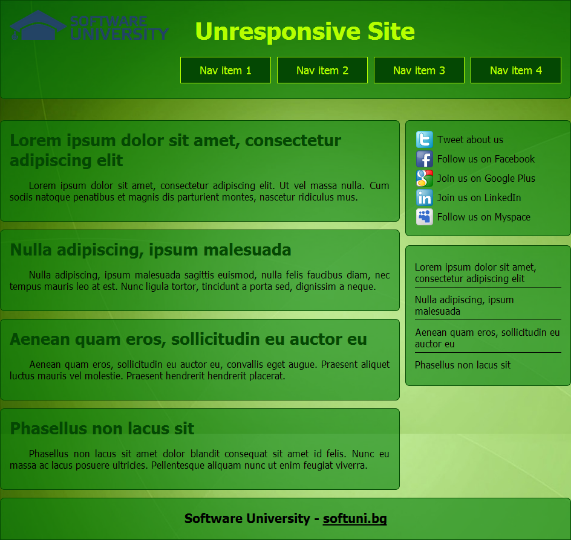 SOFTWARE
UNIVERSITY
Unresponsive Site
Nav item 1
Nav item 2
Nav item 3
Nav item 4
Lorem ipsum dolor sit amet, consectetur
adipiscing elit
Lorem ipsum dolor sit amet, consectetur adipiscing elit. Ut vel massa nulla. Cum
sociis natoque penatibus et magnis dis parturient montes, nascetur ridiculus mus.
Nulla adipiscing, ipsum malesuada
Nulla adipiscing, ipsum malesuada sagittis euismod, nulla felis faucibus diam, nec
tempus mauris leo at est. Nunc ligula tortor, tincidunt a porta sed, dignissim a neque.
Aenean quam eros, sollicitudin eu auctor eu
Aenean quam eros, sollicitudin eu auctor eu, convallis eget augue. Praesent aliquet
luctus mauris vel molestie. Praesent hendrerit hendrerit placerat.
Phasellus non lacus sit
Phasellus non lacus sit amet dolor blandit consequat sit amet id felis. Nunc eu
massa ac lacus posuere ultricies. Pellentesque aliquam nunc ut enim feugiat viverra.
Tweet about us
Follow us on Facebook
Join us on Google Plus
Join us on LinkedIn
Follow us on Myspace
Lorem ipsum dolor sit amet,
consectetur adipiscing elit
Nulla adipiscing, ipsum
malesuada
Aenean quam eros, sollicitudin eu
auctor eu
Phasellus non lacus sit
Software University - softuni.bg